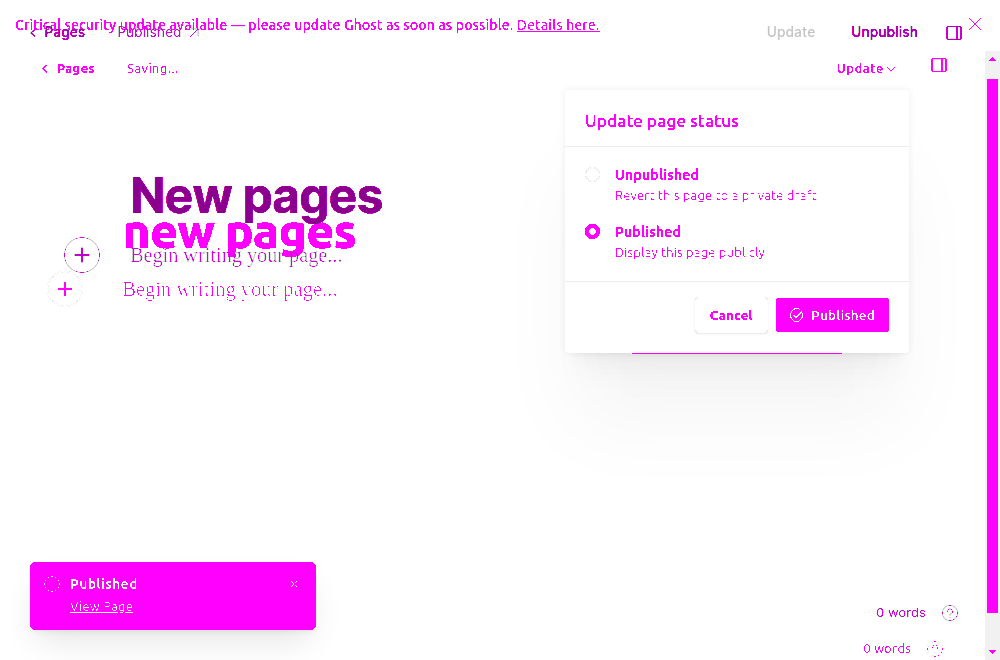 Critical security update available — please update Ghost as soon as possible. Details here.
Pages Published Update Unpublish
Pages Saving... Update
Update page status
Unpublished
Revert this page to a private draft
New pages
new pages
Published
Display this page publicly
Begin writing your page...
Begin writing your page...
Cancel Published
Published
View Page
0 words
0 words